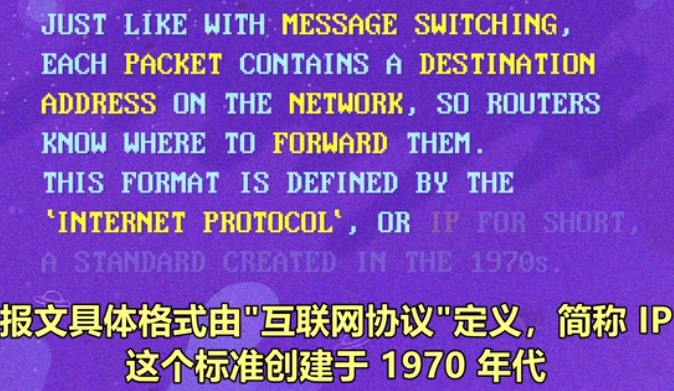 JUST LIKE WITH MESSAGE SWITCHING,
EACH PACKET CONTAINS A DESTINATION
ADDRESS ON THE NETWORK, SO ROUTERS
KNOW WHERE TO FORWARD THEM.
THIS FORMAT IS DEFINED BY THE
'INTERNET PROTOCOL', OR IP FOR SHORT,
A STANDARD CREATED IN THE 1970s.
报文具体格式由"互联网协议"定义，简称 IP
这个标准创建于 1970 年代